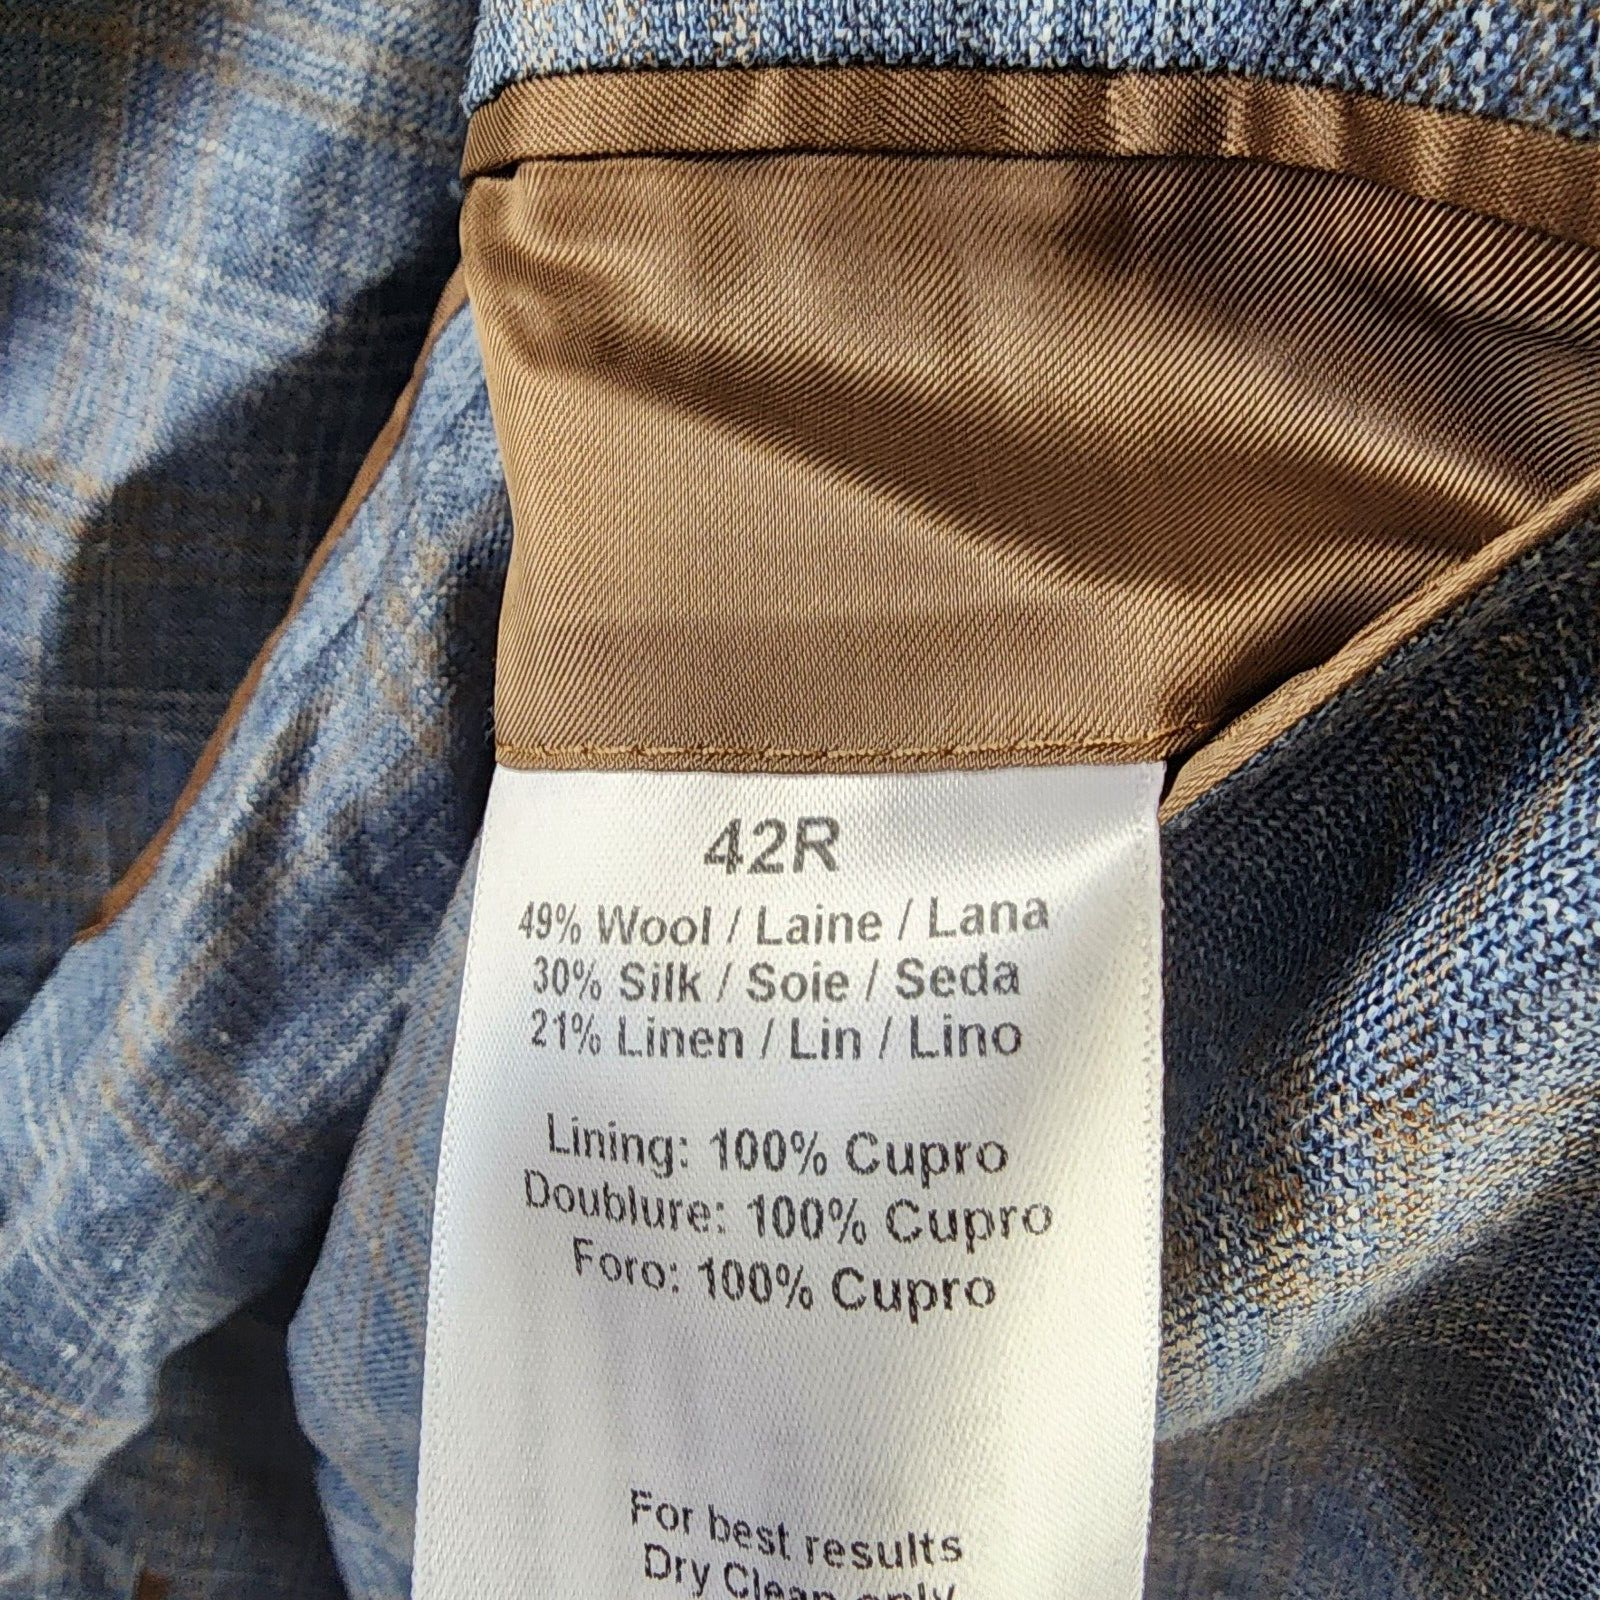 42R
49% Wool / Laine / Lana
30% Silk / Soie / Seda
21% Linen / Lin / Lino
Lining: 100% Cupro
Doublure: 100% Cupro
Foro: 100% Cupro
For best results
Dry Clean only